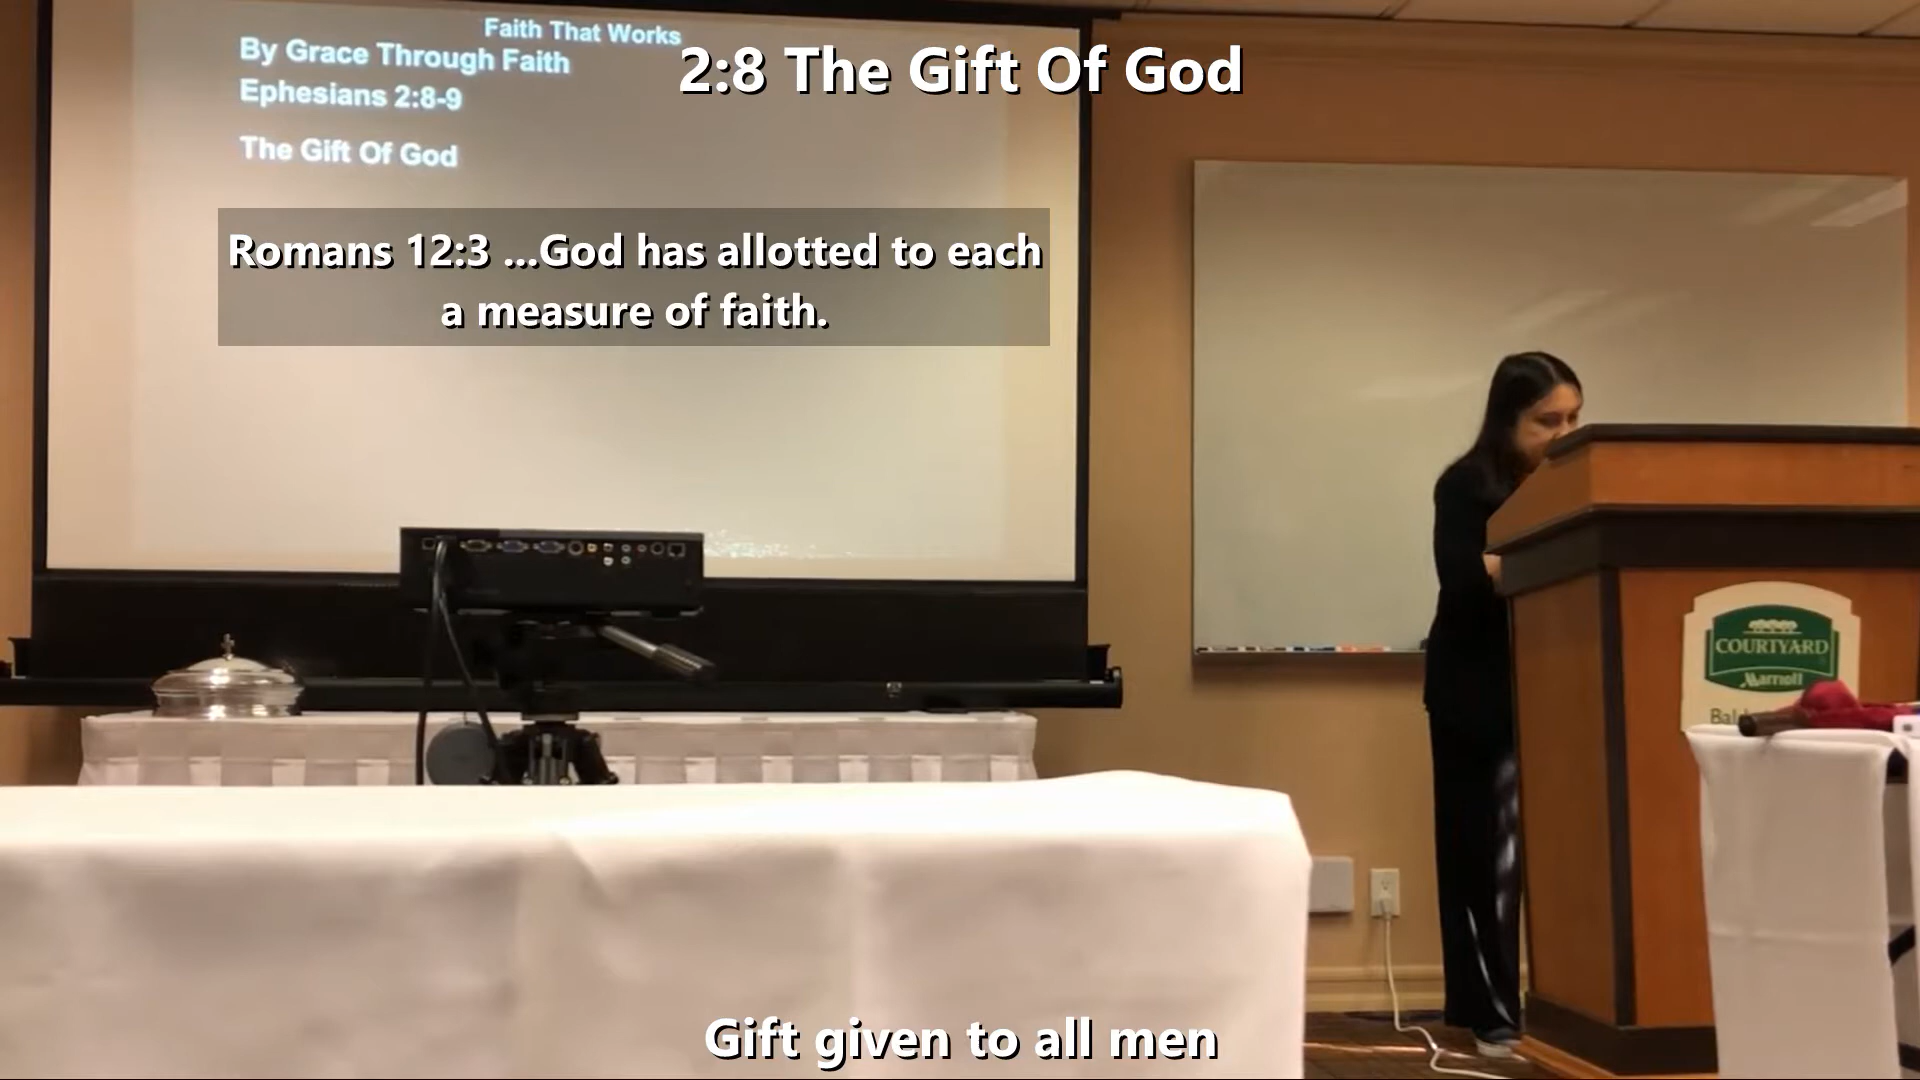 Faith That Works
By Grace Through Faith
Ephesians 2:8-9
The Gift Of God
2:8 The Gift Of God
Romans 12:3 ...God has allotted to each
a measure of faith.
COURTYARD
Marriott
Gift given to all men